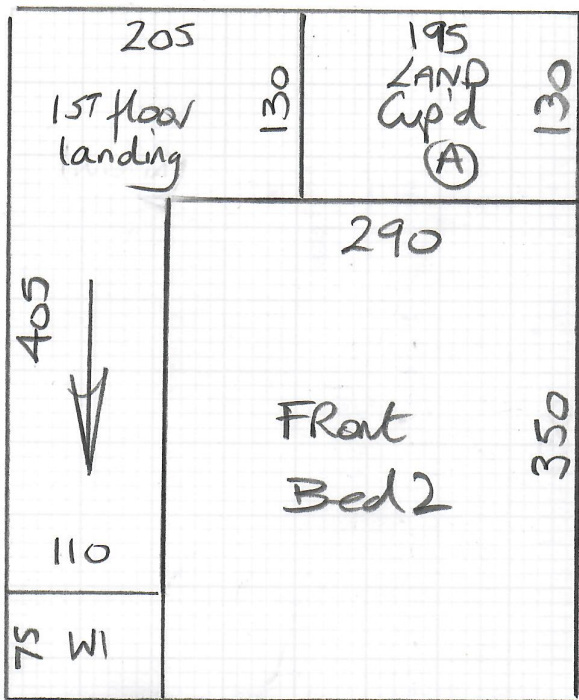 205
1ST floor
landing
130
195
LAND
Cup'd
A
130
290
405
FRont
Bed 2
350
110
75
W1